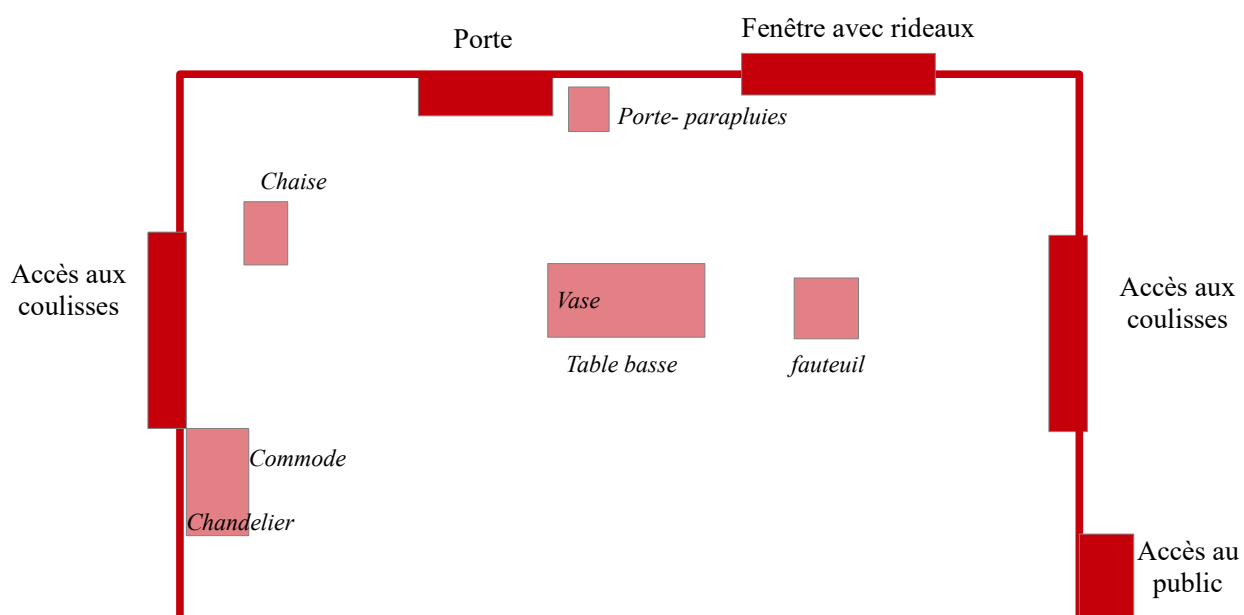 Porte
Fenêtre avec rideaux
Porte- parapluies
Chaise
Accès aux
coulisses
Vase
Accès aux
coulisses
Table basse
fauteuil
Commode
Chandelier
Accès au
public